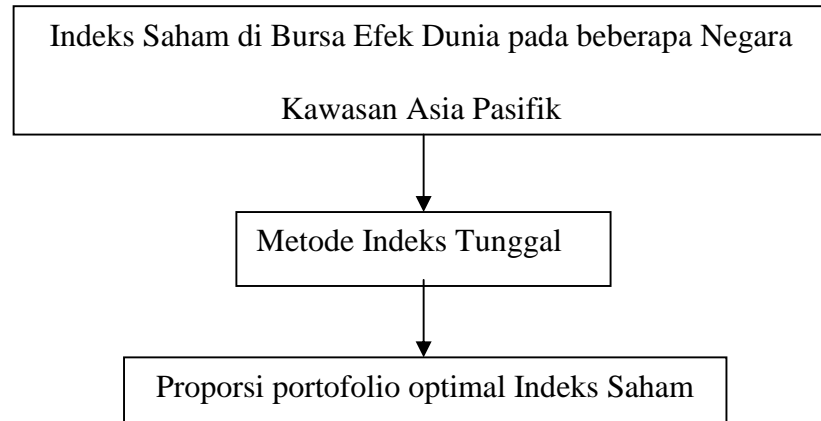 Indeks Saham di Bursa Efek Dunia pada beberapa Negara
Kawasan Asia Pasifik
Metode Indeks Tunggal
Proporsi portofolio optimal Indeks Saham